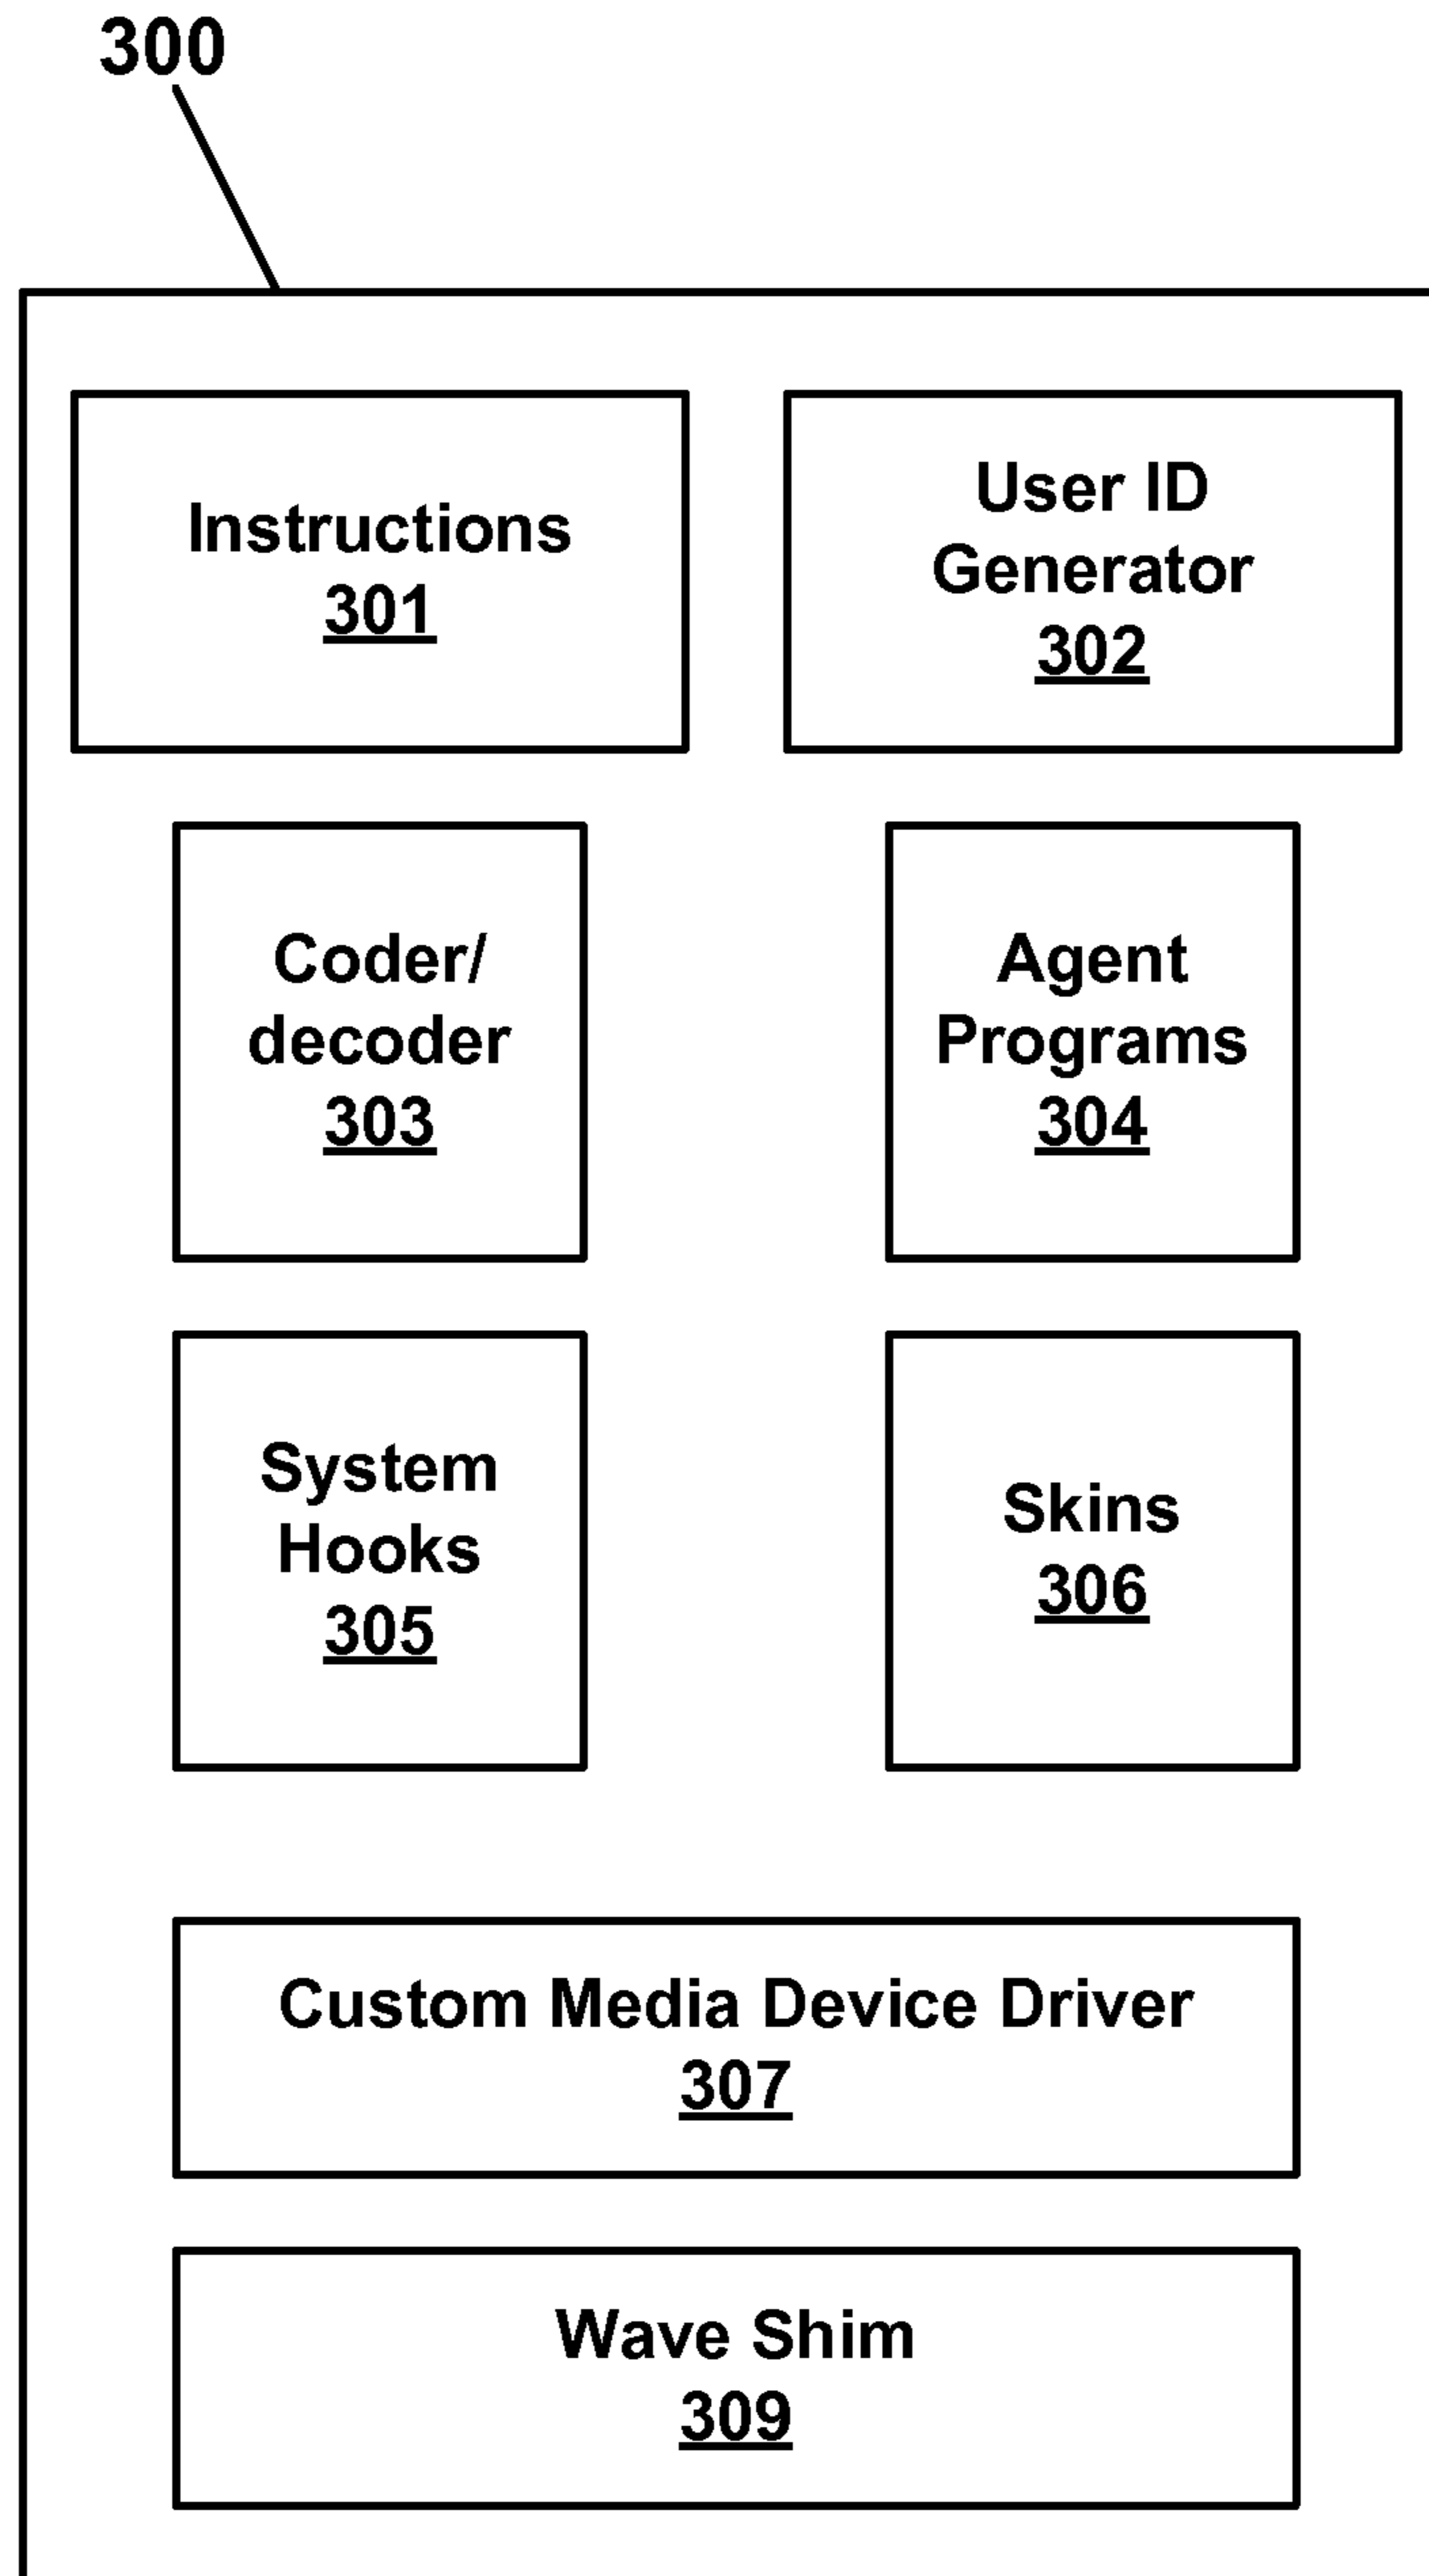 300
Instructions
301
User ID
Generator
302
Coder/
decoder
303
Agent
Programs
304
System
Hooks
305
Skins
306
Custom Media Device Driver
307
Wave Shim
309